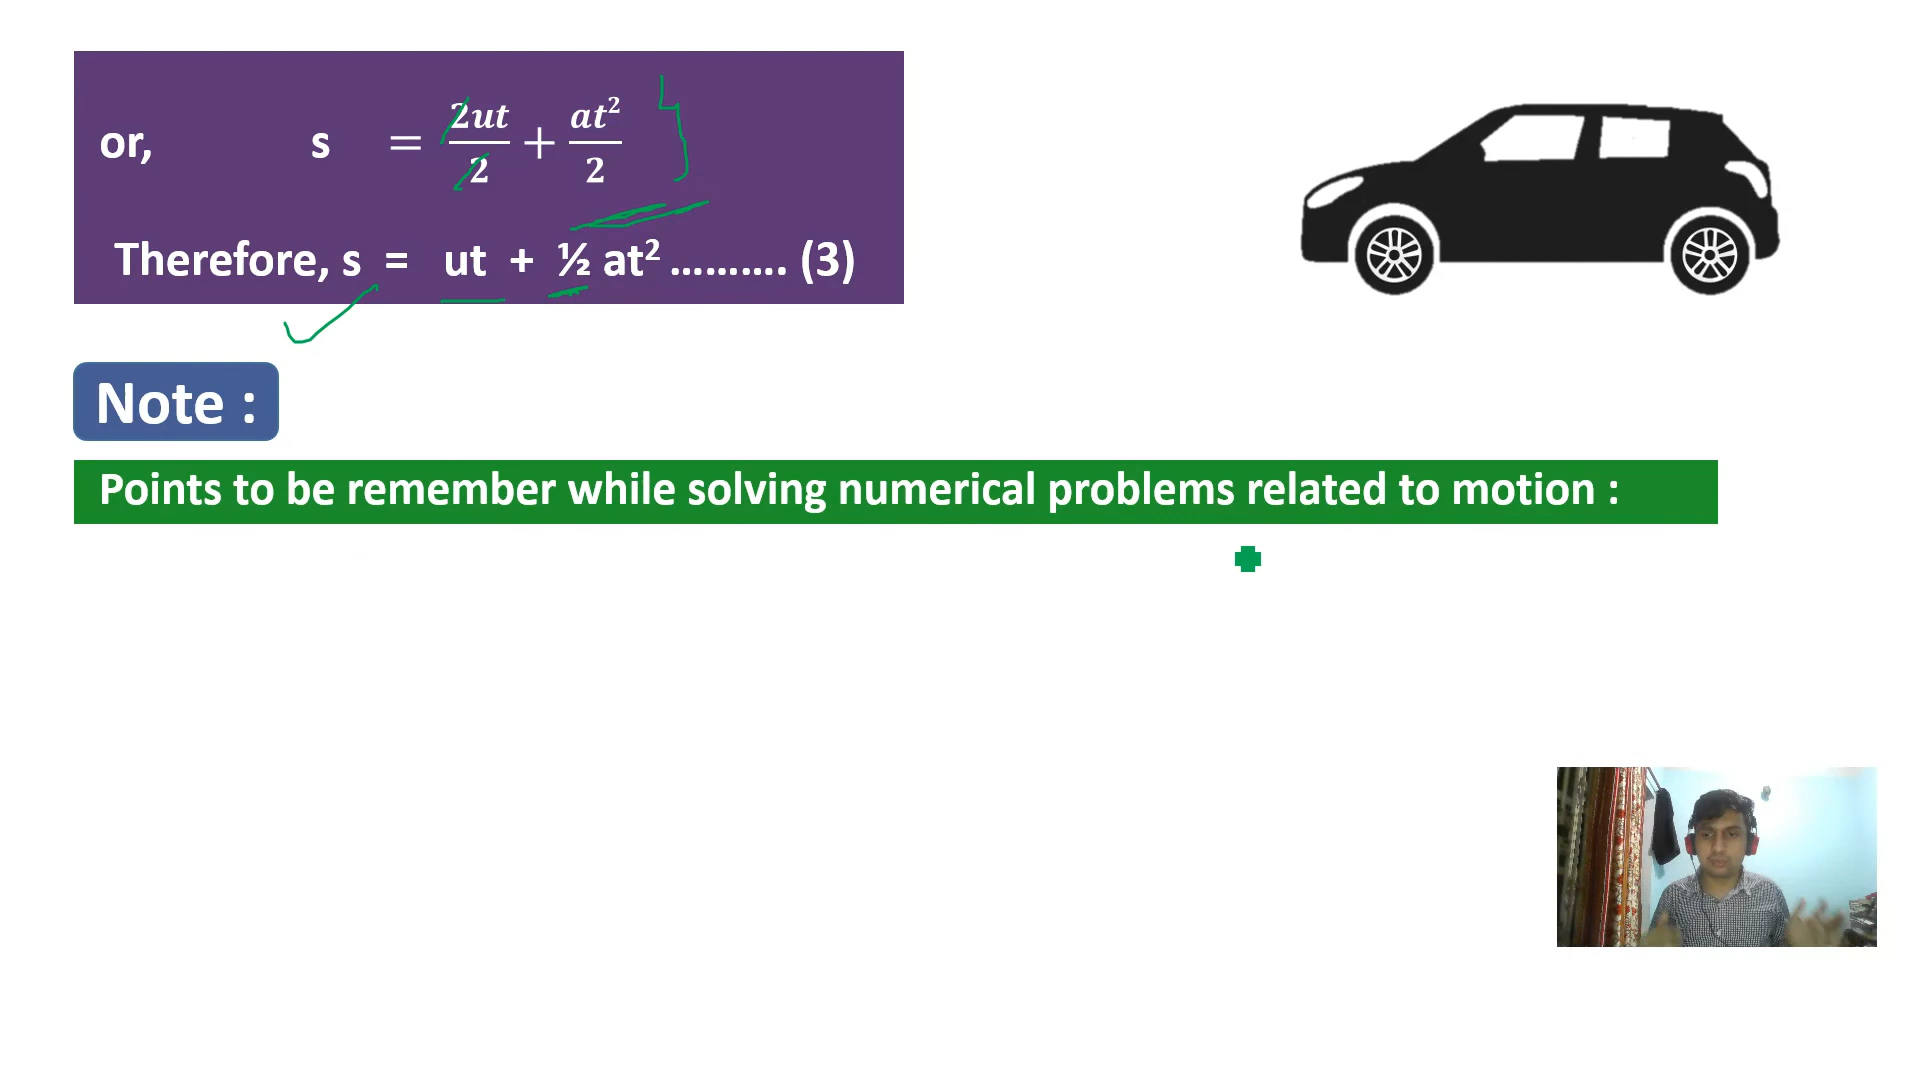 or, s = 2ut/2 + at²/2
Therefore, s = ut + ½ at² ………. (3)
Note :
Points to be remember while solving numerical problems related to motion :